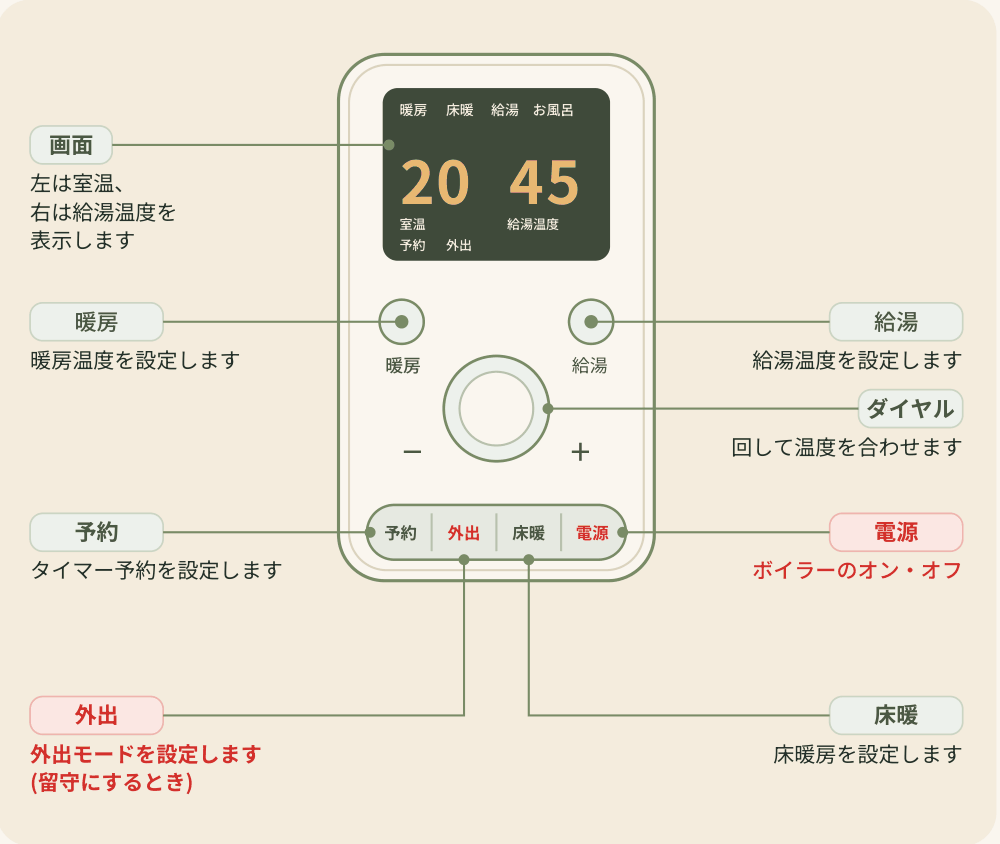 暖房 床暖 給湯 お風呂
20 45
室温 給湯温度
予約 外出
画面
左は室温、
右は給湯温度を
表示します
暖房
暖房温度を設定します
暖房
給湯
給湯
給湯温度を設定します
ダイヤル
回して温度を合わせます
− +
予約 外出 床暖 電源
予約
タイマー予約を設定します
電源
ボイラーのオン・オフ
外出
外出モードを設定します
(留守にするとき)
床暖
床暖房を設定します